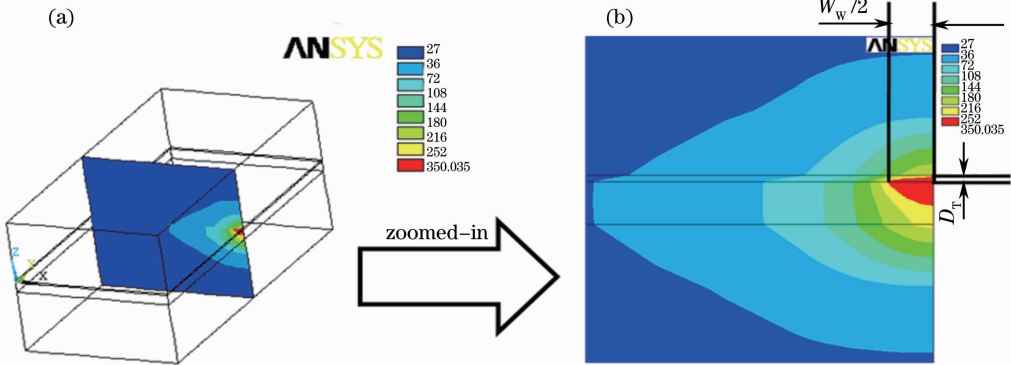 (a)
ANSYS
27
36
72
108
144
180
216
252
350.035
z
Y
X
zoomed-in
(b)
W_W/2
ANSYS
27
36
72
108
144
180
216
252
350.035
D_T